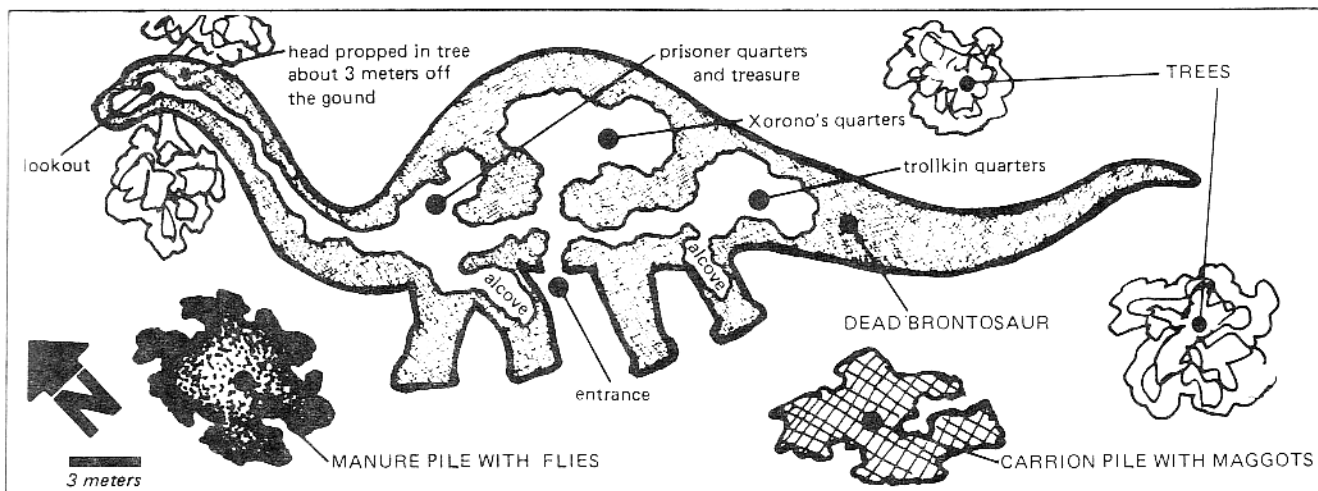 head propped in tree
about 3 meters off
the gound
prisoner quarters
and treasure
TREES
Xorono's quarters
lookout
trollkin quarters
alcove
alcove
DEAD BRONTOSAUR
entrance
N
MANURE PILE WITH FLIES
CARRION PILE WITH MAGGOTS
3 meters